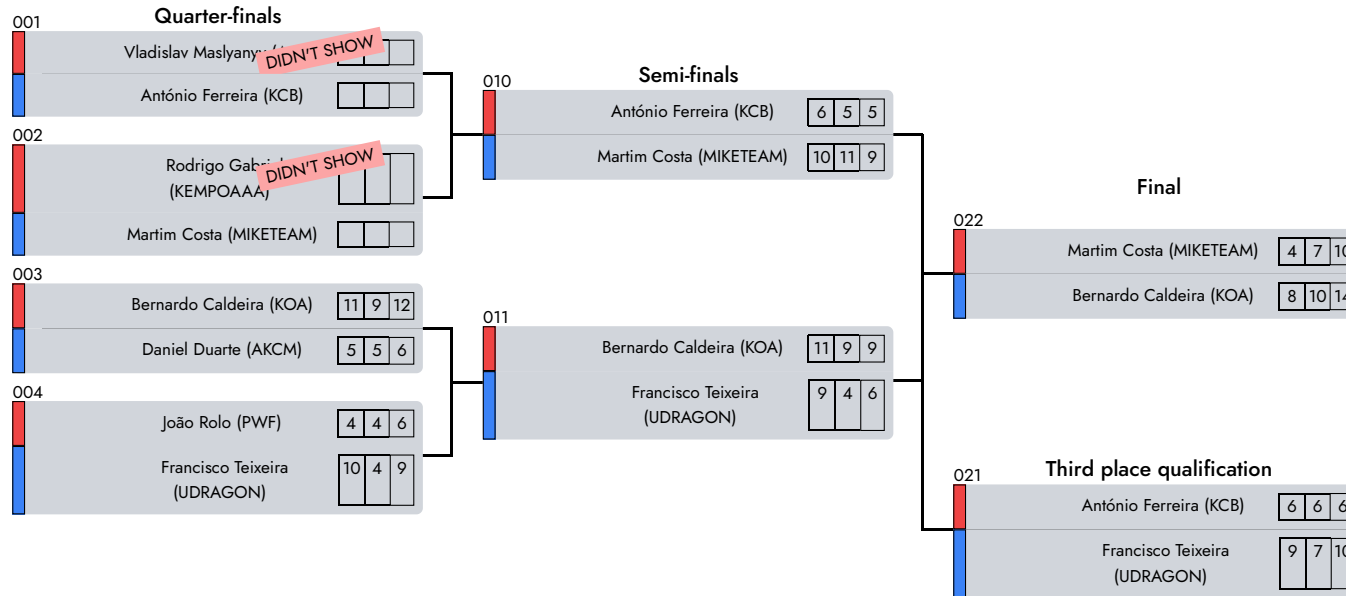 Quarter-finals
001
Vladislav
DIDN'T SHOW
António Ferreira (KCB)
002
Rodrigo
DIDN'T SHOW
(KEMPOAAA)
Martim Costa (MIKETEAM)
003
Bernardo Caldeira (KOA) 11 9 12
Daniel Duarte (AKCM) 5 5 6
004
João Rolo (PWF) 4 4 6
Francisco Teixeira 10 4 9
(UDRAGON)
Semi-finals
010
António Ferreira (KCB) 6 5 5
Martim Costa (MIKETEAM) 10 11 9
011
Bernardo Caldeira (KOA) 11 9 9
Francisco Teixeira 9 4 6
(UDRAGON)
Final
022
Martim Costa (MIKETEAM) 4 7 10
Bernardo Caldeira (KOA) 8 10 14
Third place qualification
021
António Ferreira (KCB) 6 6 6
Francisco Teixeira 9 7 10
(UDRAGON)